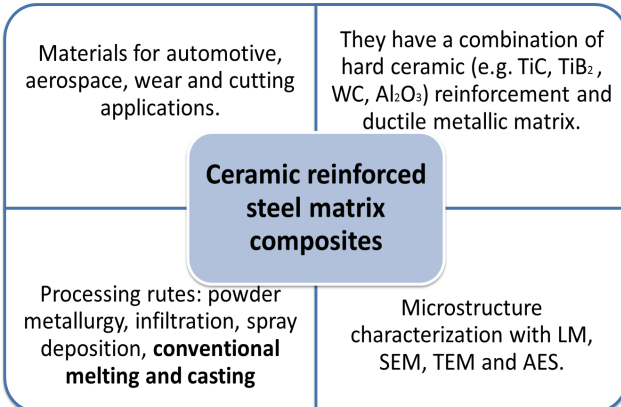 Materials for automotive,
aerospace, wear and cutting
applications.
They have a combination of
hard ceramic (e.g. TiC, TiB₂ ,
WC, Al₂O₃) reinforcement and
ductile metallic matrix.
Ceramic reinforced
steel matrix
composites
Processing rutes: powder
metallurgy, infiltration, spray
deposition, conventional
melting and casting
Microstructure
characterization with LM,
SEM, TEM and AES.